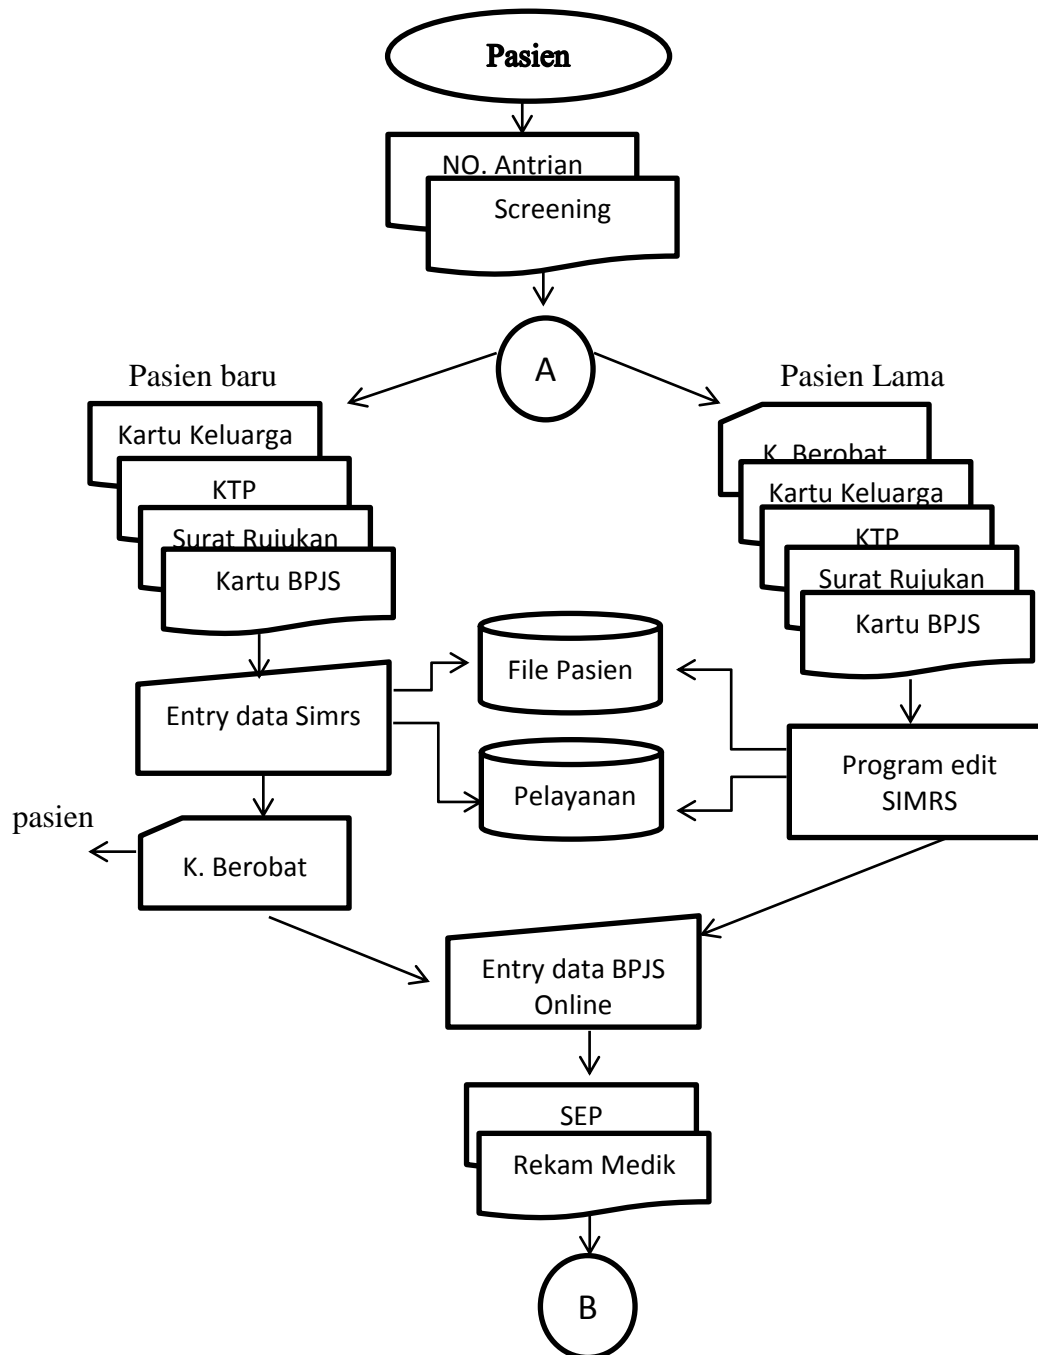 Pasien
NO. Antrian
Screening
A
Pasien baru
Pasien Lama
Kartu Keluarga
KTP
Surat Rujukan
Kartu BPJS
K. Berobat
Kartu Keluarga
KTP
Surat Rujukan
Kartu BPJS
Entry data Simrs
File Pasien
Pelayanan
Program edit
SIMRS
pasien
K. Berobat
Entry data BPJS
Online
SEP
Rekam Medik
B